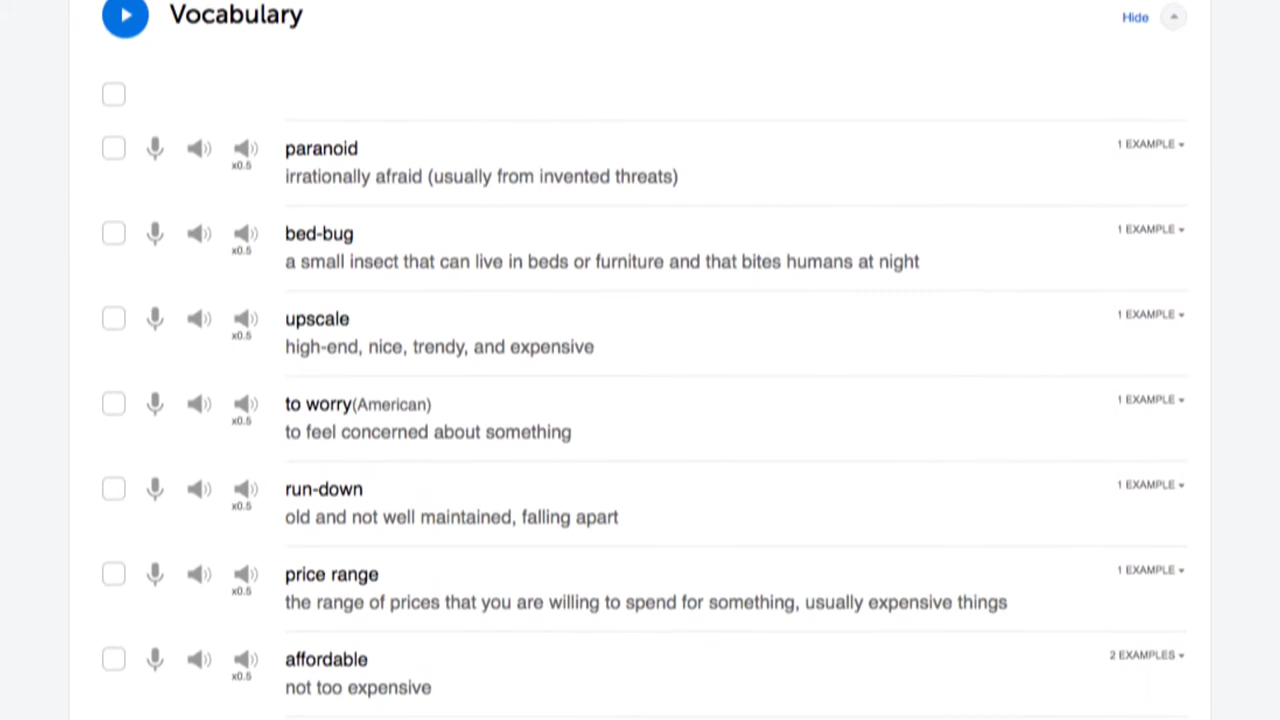 Vocabulary
Hide
paranoid
1 EXAMPLE
x0.5
irrationally afraid (usually from invented threats)
bed-bug
1 EXAMPLE
x0.5
a small insect that can live in beds or furniture and that bites humans at night
upscale
1 EXAMPLE
x0.5
high-end, nice, trendy, and expensive
to worry(American)
1 EXAMPLE
x0.5
to feel concerned about something
run-down
1 EXAMPLE
x0.5
old and not well maintained, falling apart
price range
1 EXAMPLE
x0.5
the range of prices that you are willing to spend for something, usually expensive things
affordable
2 EXAMPLES
x0.5
not too expensive